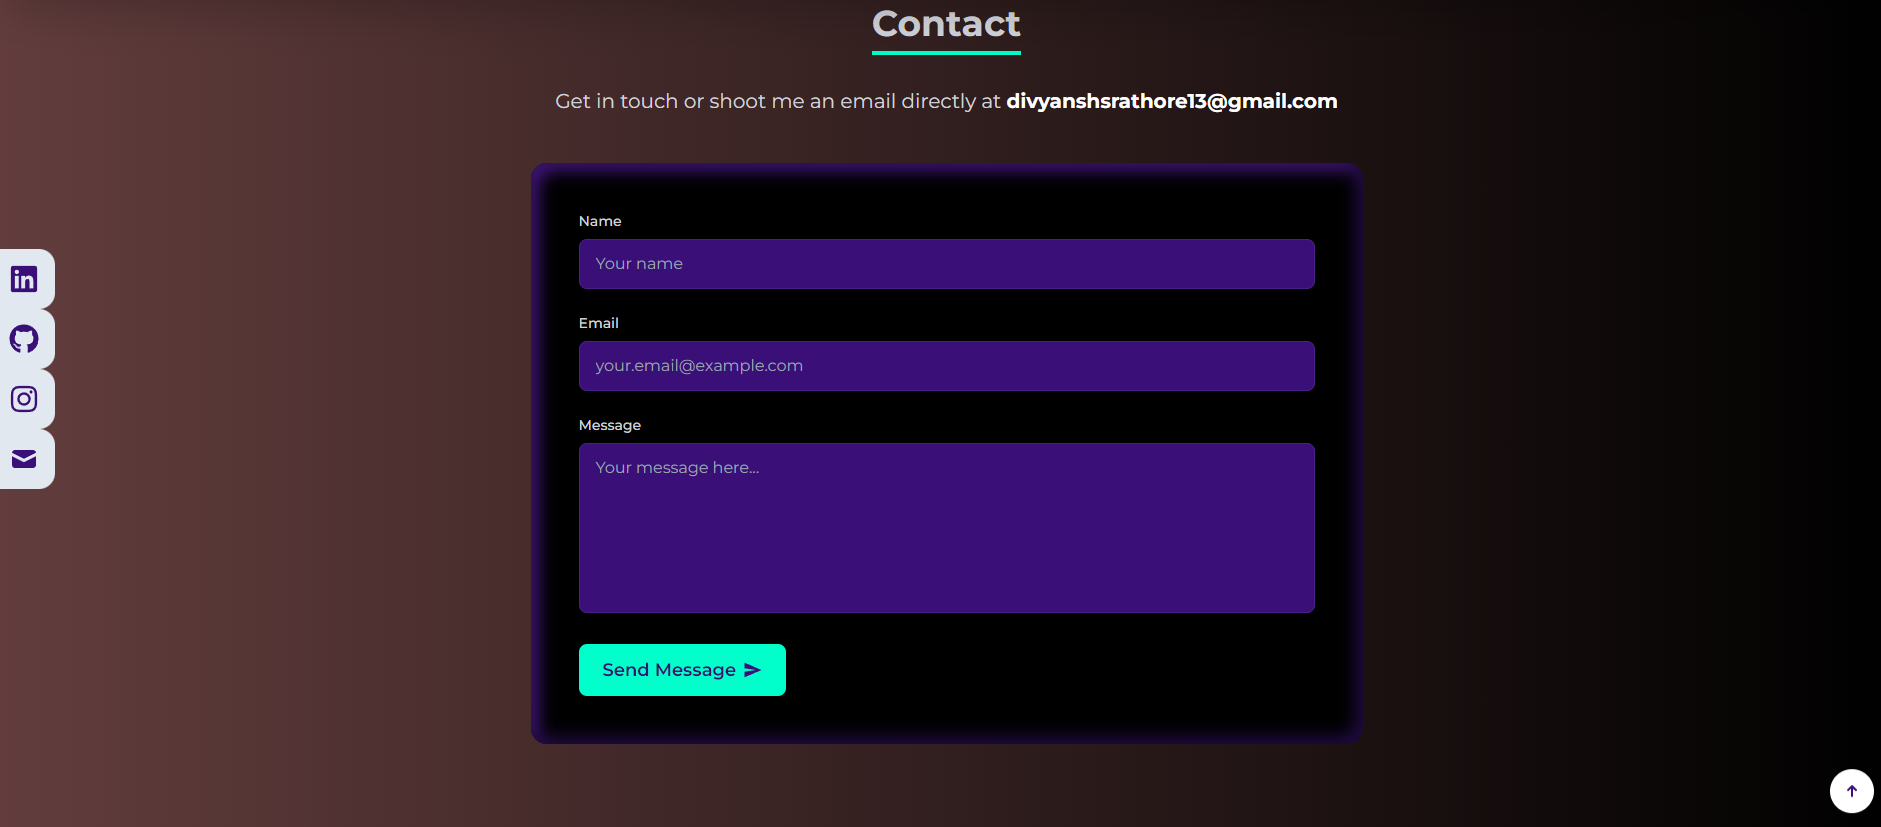 Contact
Get in touch or shoot me an email directly at divyanshsrathore13@gmail.com
Name
Your name
Email
your.email@example.com
Message
Your message here...
Send Message